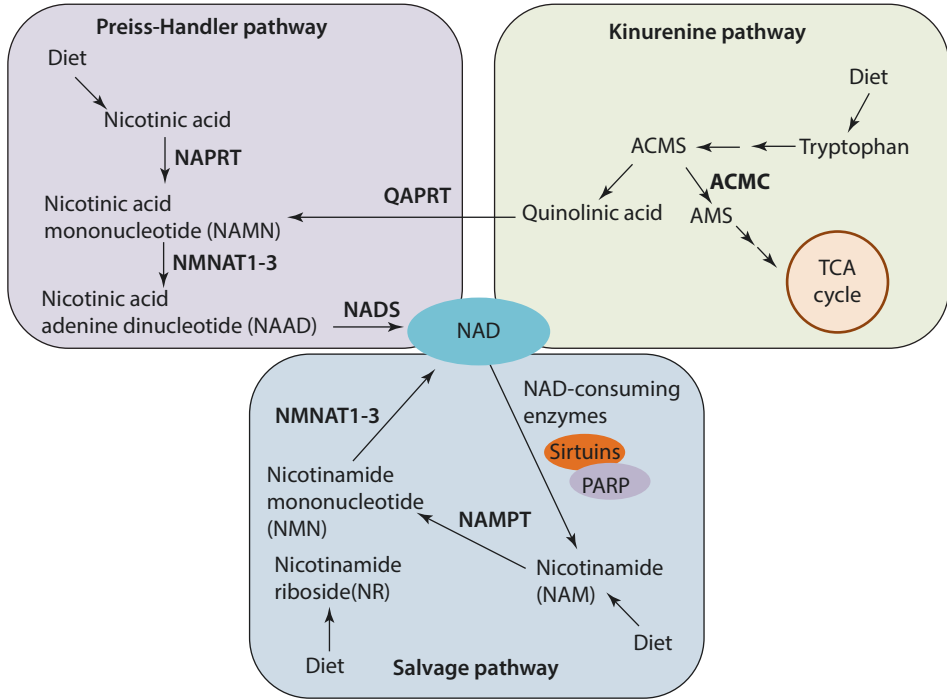 Preiss-Handler pathway
Diet
Nicotinic acid
NAPRT
Nicotinic acid
mononucleotide (NAMN)
NMNAT1-3
Nicotinic acid
adenine dinucleotide (NAAD)
NADS
QAPRT
Kinurenine pathway
Diet
Tryptophan
ACMS
ACMC
Quinolinic acid
AMS
TCA
cycle
NAD
NAD-consuming
enzymes
Sirtuins
PARP
NMNAT1-3
Nicotinamide
mononucleotide
(NMN)
NAMPT
Nicotinamide
riboside(NR)
Nicotinamide
(NAM)
Diet
Diet
Salvage pathway